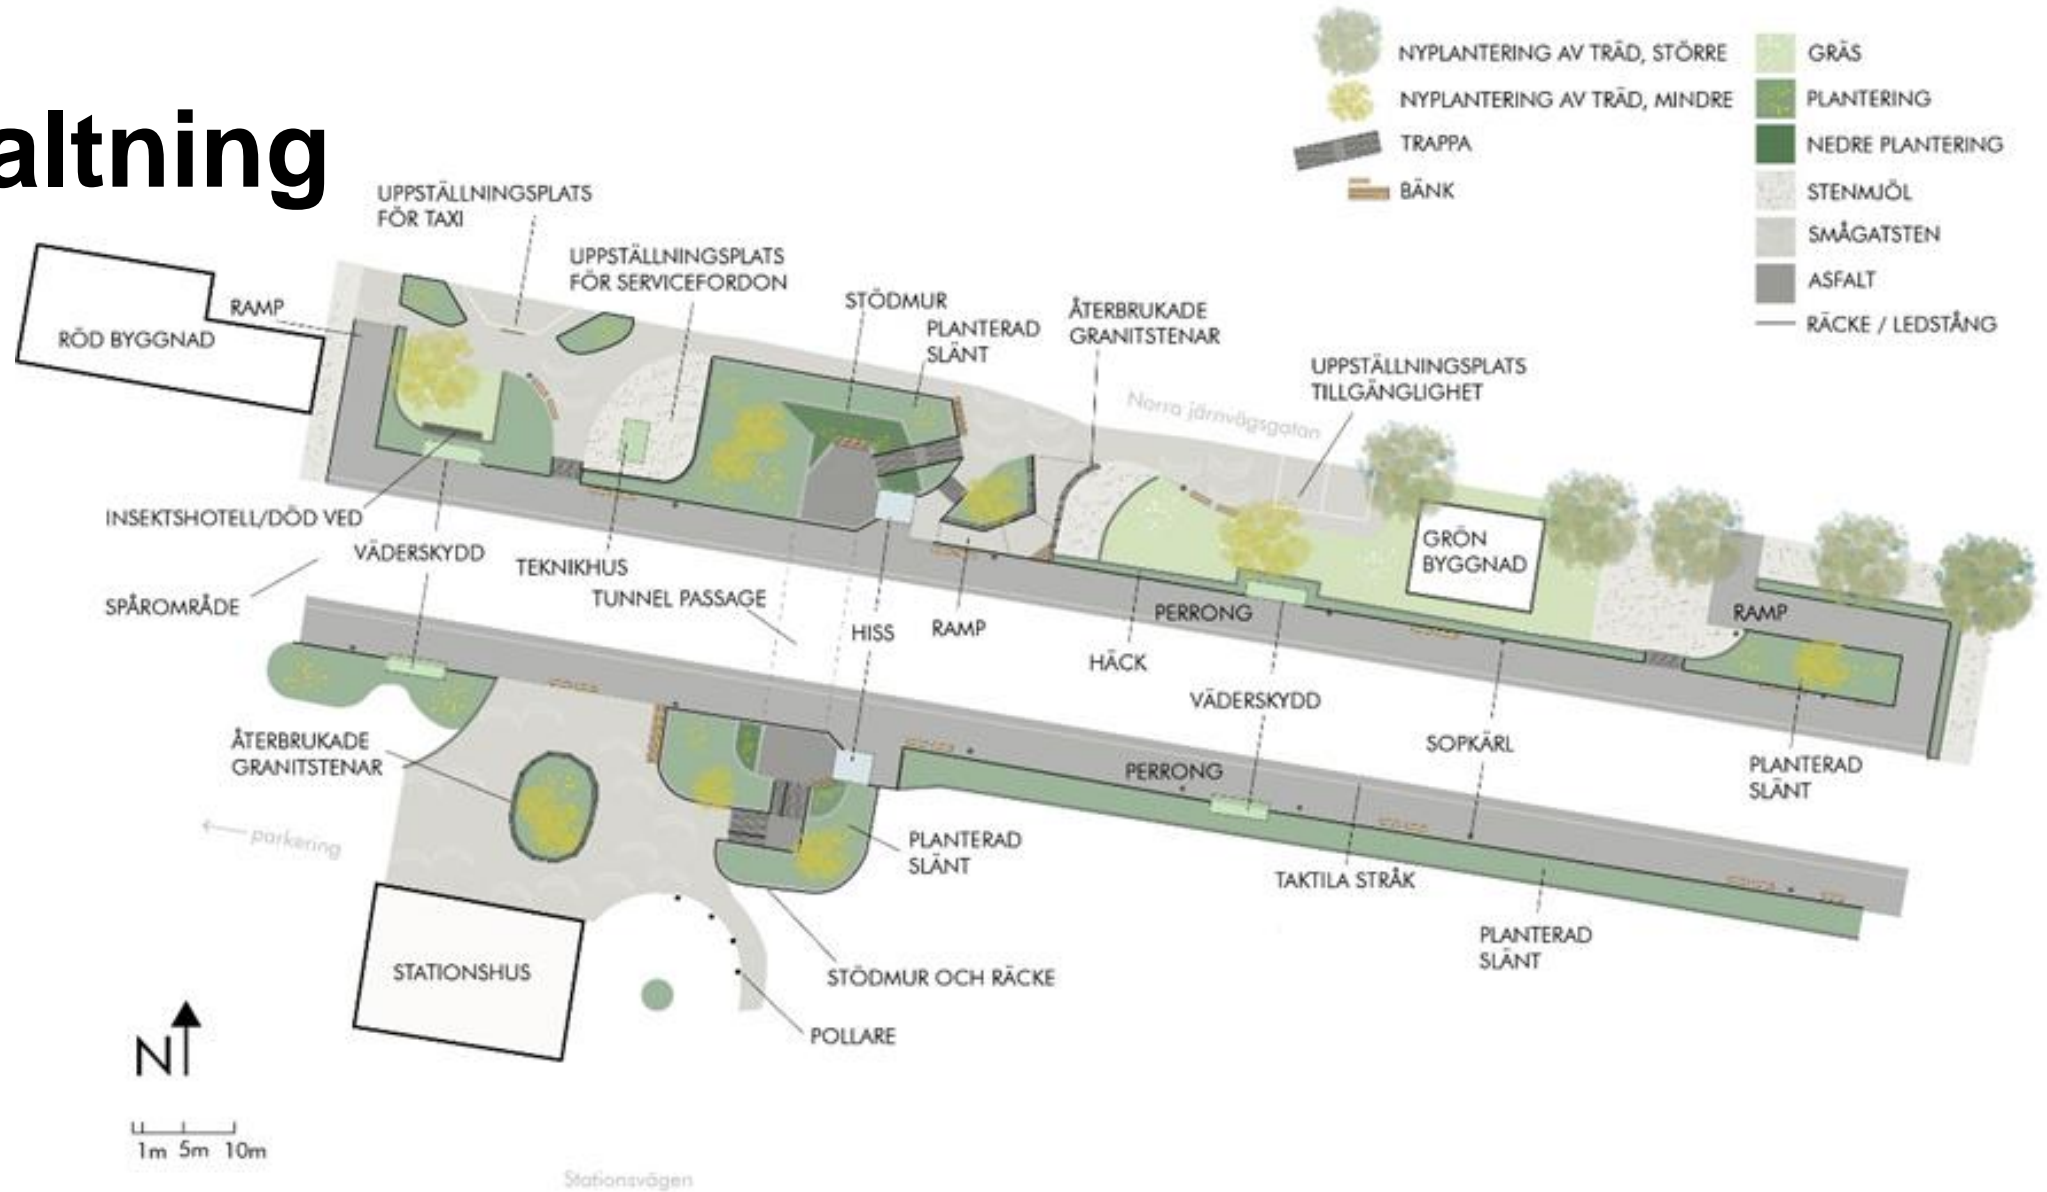 altning
NYPLANTERING AV TRÄD, STÖRRE
NYPLANTERING AV TRÄD, MINDRE
TRAPPA
BÄNK
GRÄS
PLANTERING
NEDRE PLANTERING
STENMJÖL
SMÅGATSTEN
ASFALT
RÄCKE / LEDSTÅNG
UPPSTÄLLNINGSPLATS
FÖR TAXI
UPPSTÄLLNINGSPLATS
FÖR SERVICEFORDON
STÖDMUR
PLANTERAD
SLÄNT
ÅTERBRUKADE
GRANITSTENAR
UPPSTÄLLNINGSPLATS
TILLGÄNGLIGHET
Norra järnvägsgatan
RAMP
RÖD BYGGNAD
GRÖN
BYGGNAD
INSEKTSHOTELL/DÖD VED
VÄDERSKYDD
TEKNIKHUS
SPÅROMRÅDE
TUNNEL PASSAGE
HISS
RAMP
HÄCK
PERRONG
RAMP
VÄDERSKYDD
SOPKÄRL
PLANTERAD
SLÄNT
ÅTERBRUKADE
GRANITSTENAR
PERRONG
parkering
PLANTERAD
SLÄNT
TAKTILA STRÅK
PLANTERAD
SLÄNT
STATIONSHUS
STÖDMUR OCH RÄCKE
POLLARE
N
1m 5m 10m
Stationsvägen